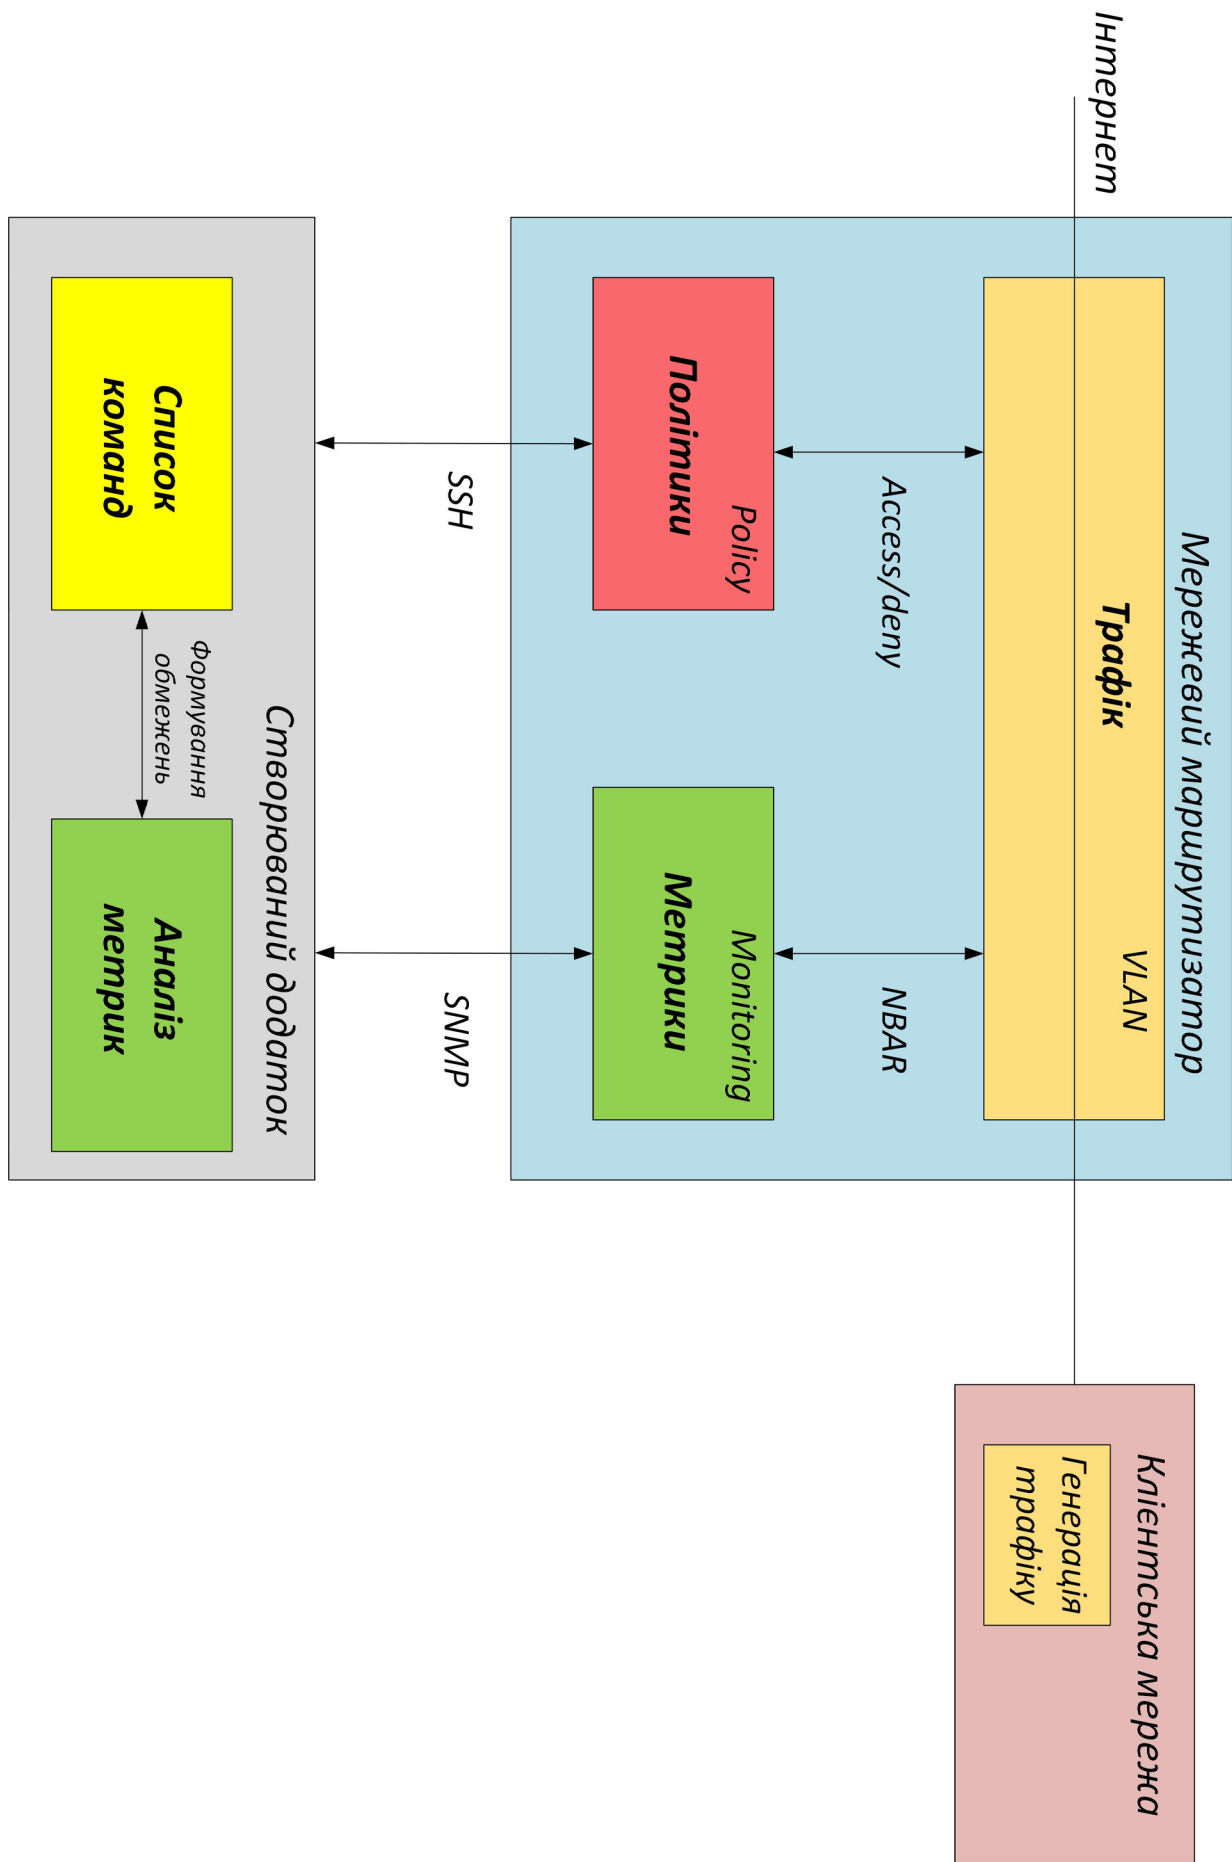 Інтернет
Мережевий маршрутизатор
VLAN
Трафік
Access/deny
NBAR
Policy
Політики
Monitoring
Метрики
SSH
SNMP
Створюваний додаток
Список
команд
Формування
обмежень
Аналіз
метрик
Клієнтська мережа
Генерація
трафіку